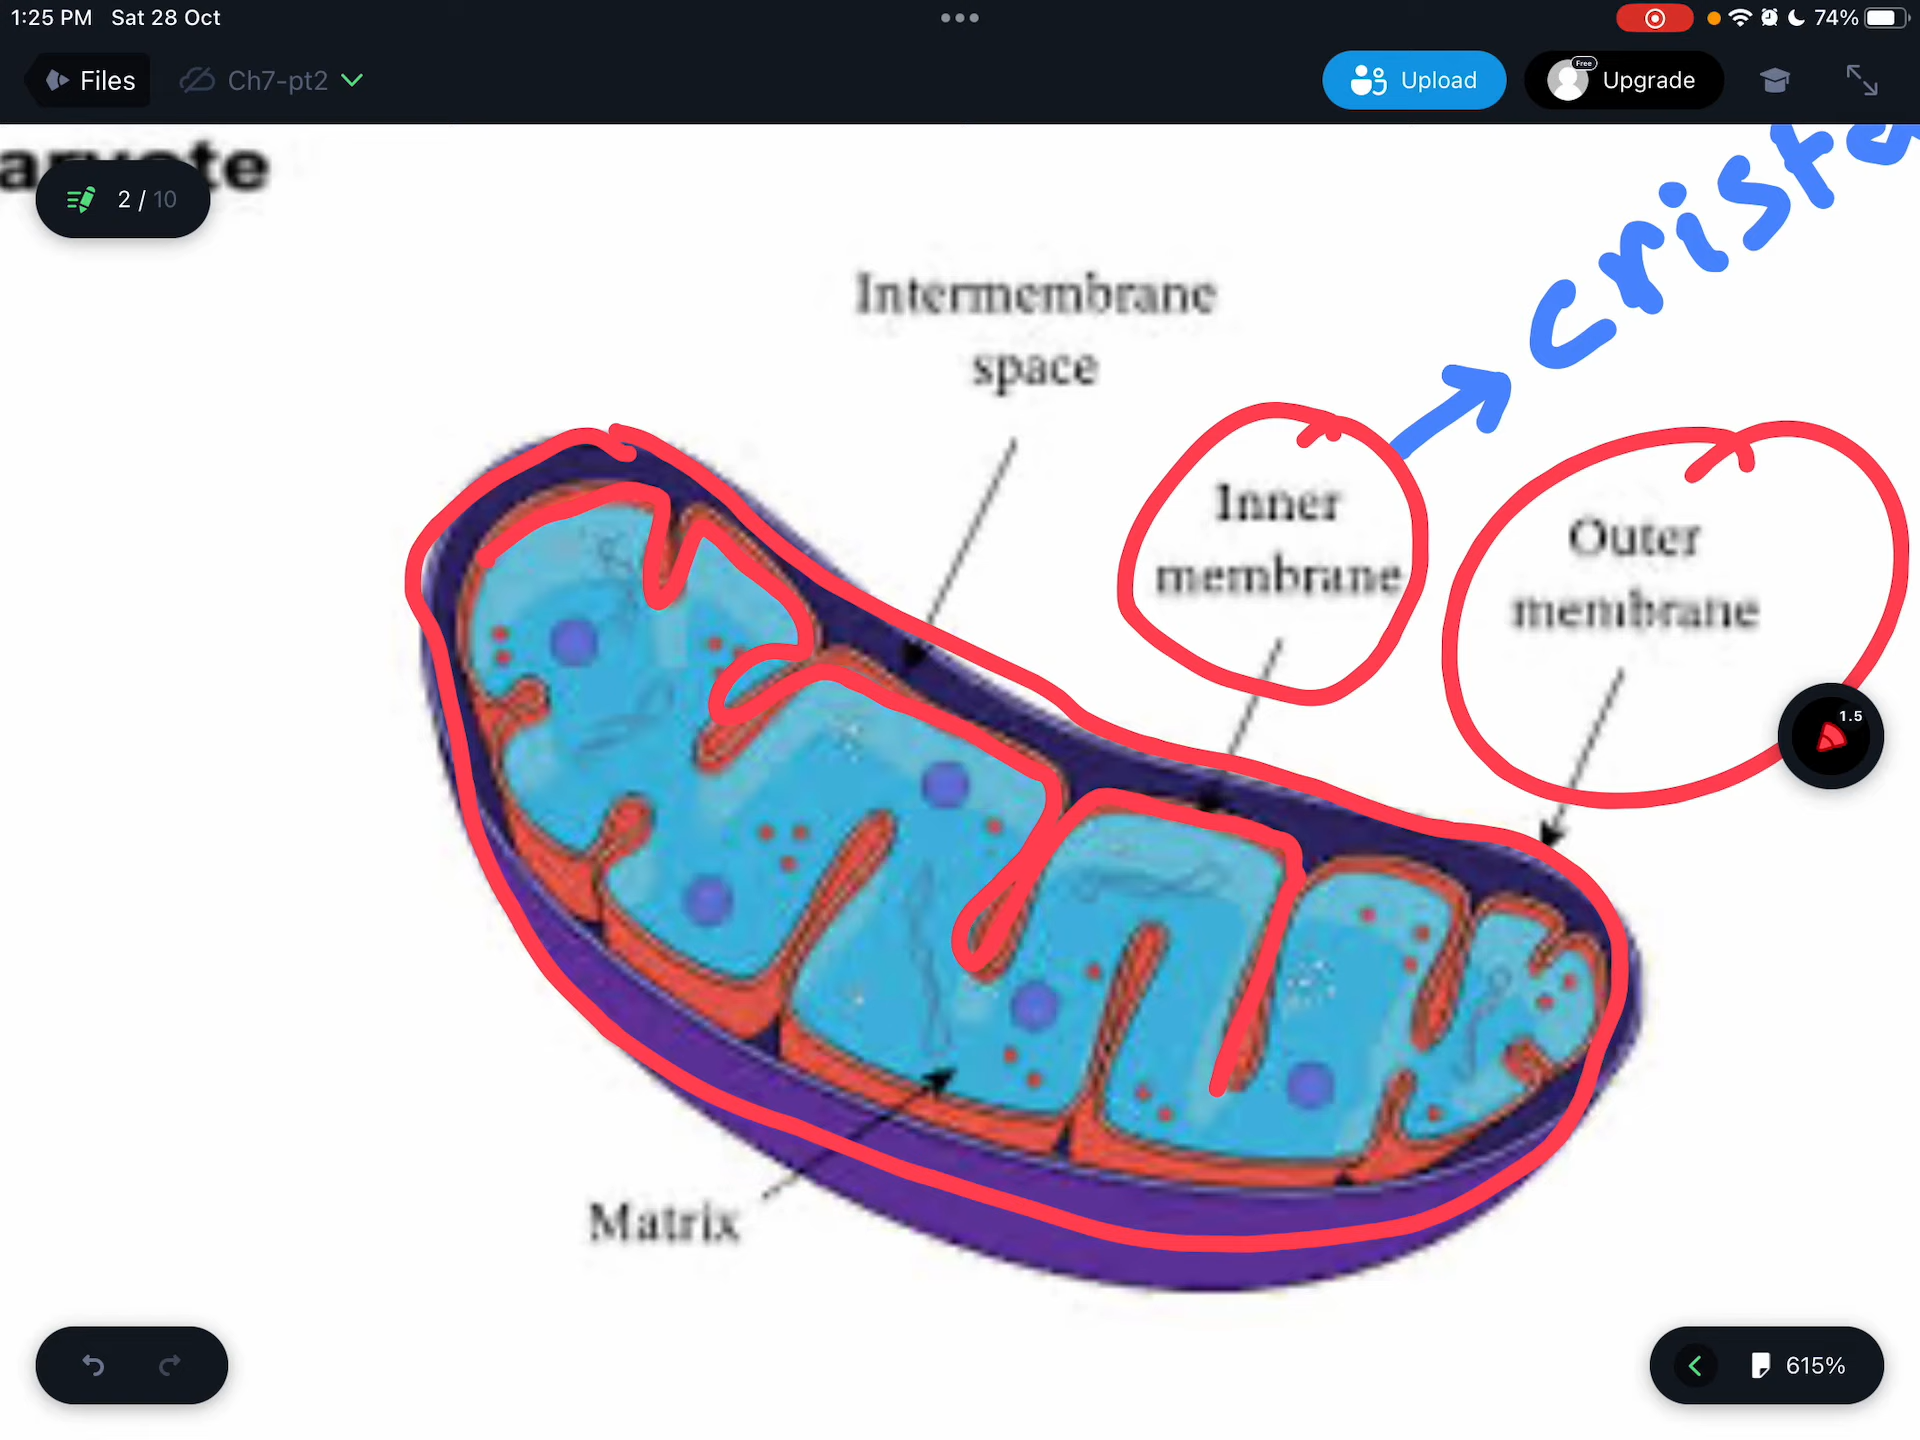 1:25 PM Sat 28 Oct
74%
Files
Ch7-pt2
Upload
Free
Upgrade
2 / 10
Intermembrane
space
Inner
membrane
Outer
membrane
1.5
Matrix
615%